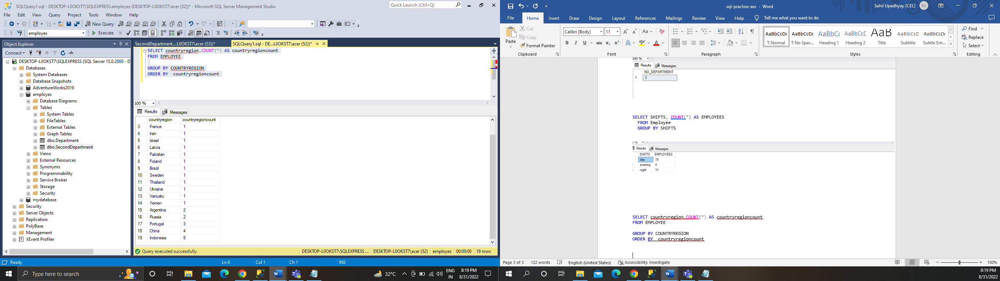 SQLQuery1.sql - DESKTOP-L0OKST7\SQLEXPRESS.employes (DESKTOP-L0OKST7\acer (52))* - Microsoft SQL Server Management Studio
Quick Launch (Ctrl+Q)
File Edit View Query Project Tools Window Help
New Query
MDX DMX XMLA DAX
employes
Execute
Object Explorer
Connect
DESKTOP-L0OKST7\SQLEXPRESS (SQL Server 15.0.2000 - D
Databases
System Databases
Database Snapshots
AdventureWorks2019
employes
Database Diagrams
Tables
System Tables
FileTables
External Tables
Graph Tables
dbo.Department
dbo.SecondDepartment
Views
External Resources
Synonyms
Programmability
Service Broker
Storage
Security
mydatabase
Security
Server Objects
Replication
PolyBase
Management
XEvent Profiler
SecondDepartment....L0OKST7\acer (53))*
SQLQuery1.sql - DE...L0OKST7\acer (52))*
SELECT countryregion,COUNT(*) AS countryregioncount
FROM EMPLOYEE
GROUP BY COUNTRYREGION
ORDER BY countryregioncount
100 %
Results Messages
countryregion countryregioncount
3 France 1
4 Iran 1
5 Israel 1
6 Latvia 1
7 Pakistan 1
8 Poland 1
9 Brazil 1
10 Sweden 1
11 Thailand 1
12 Ukraine 1
13 Vanuatu 1
14 Yemen 1
15 Argentina 2
16 Russia 2
17 Portugal 3
18 China 4
19 Indonesia 5
Query executed successfully. DESKTOP-L0OKST7\SQLEXPRESS ... DESKTOP-L0OKST7\acer (52) employes 00:00:00 19 rows
Ready Ln 6 Col 1 Ch 1 INS
Type here to search
32°C
ENG
IN
8:19 PM
8/31/2022
sql-practise-ass - Word
Sahil Upadhyay (CEL) SU
File Home Insert Draw Design Layout References Mailings Review View Help Tell me what you want to do
Paste
Cut
Copy
Format Painter
Clipboard
Calibri (Body) 11
Font
Paragraph
AaBbCcDc AaBbCcDc AaBbCc AaBbCcD AaB AaBbCcD AaBbCcDc
¶ Normal ¶ No Spac... Heading 1 Heading 2 Title Subtitle Subtle Em...
Styles
Find
Replace
Select
Editing
100 %
Results Messages
NO_DEPARTMENT
1 3
SELECT SHIFTS, COUNT(*) AS EMPLOYEES
FROM Employee
GROUP BY SHIFTS
Results Messages
SHIFTS EMPLOYEES
day 15
evening 4
night 11
SELECT countryregion,COUNT(*) AS countryregioncount
FROM EMPLOYEE
GROUP BY COUNTRYREGION
ORDER BY countryregioncount
Page 3 of 3 122 words English (United States) Accessibility: Investigate
100%
8:19 PM
8/31/2022